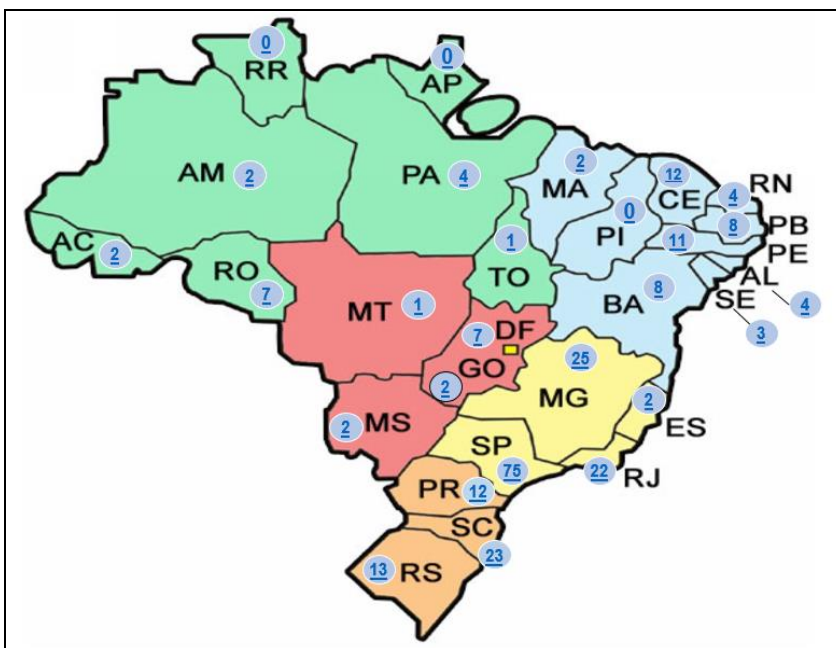 0
RR
0
AP
AM 2
PA 4
MA 2
12
CE
4 RN
8 PB
0
PI
11
PE
AC 2
RO
7
1
TO
BA 8
AL
4
SE
3
MT 1
7 DF
GO
2
25
MG
2
ES
MS 2
SP
75
22 RJ
PR 12
SC
23
13 RS